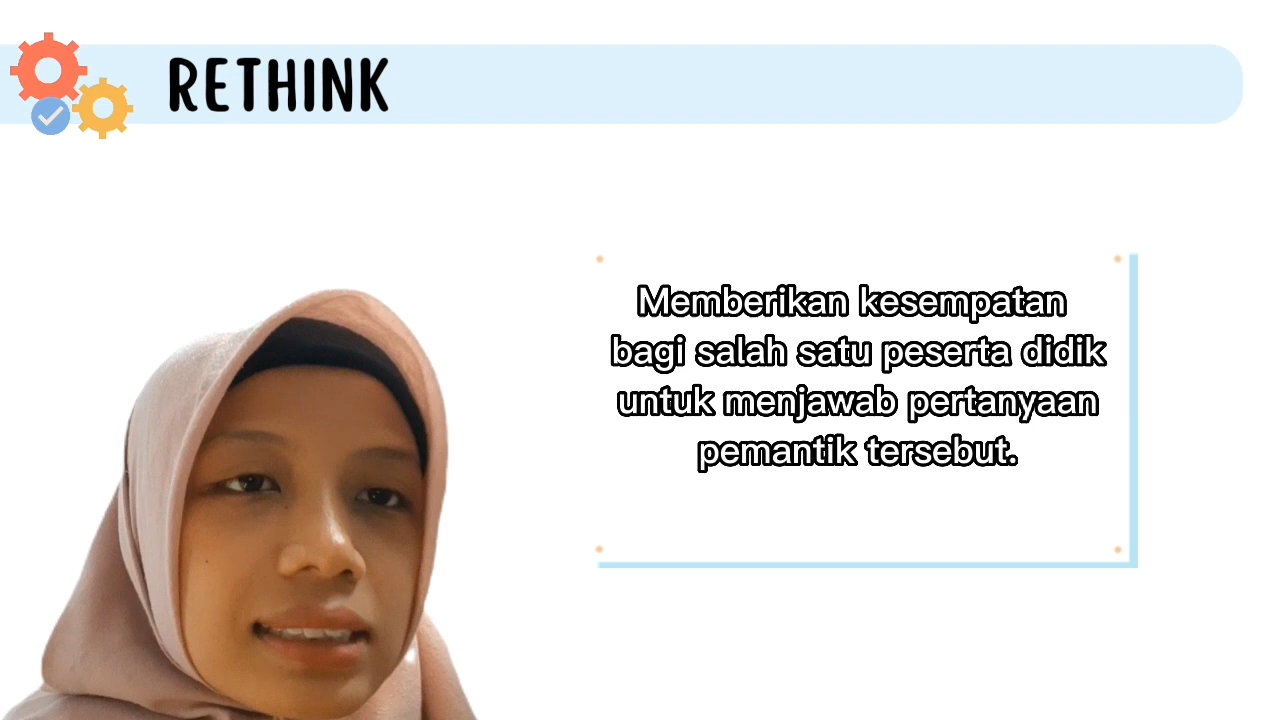 RETHINK
Memberikan kesempatan
bagi salah satu peserta didik
untuk menjawab pertanyaan
pemantik tersebut.